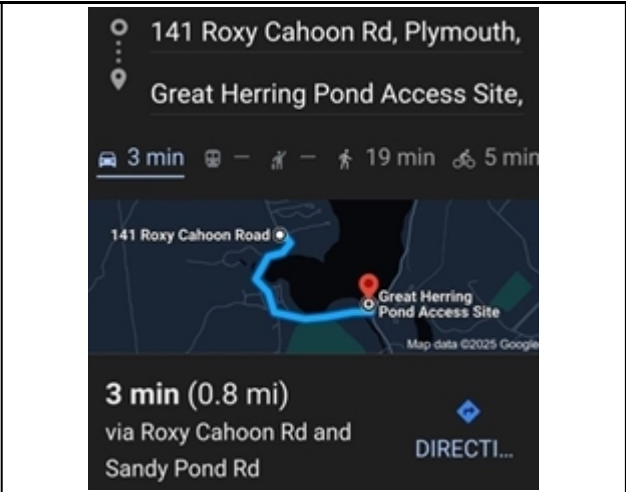 141 Roxy Cahoon Rd, Plymouth,
Great Herring Pond Access Site,
3 min — — 19 min 5 min
141 Roxy Cahoon Road
Great Herring
Pond Access Site
Map data ©2025 Google
3 min (0.8 mi)
via Roxy Cahoon Rd and
Sandy Pond Rd
DIRECTI...